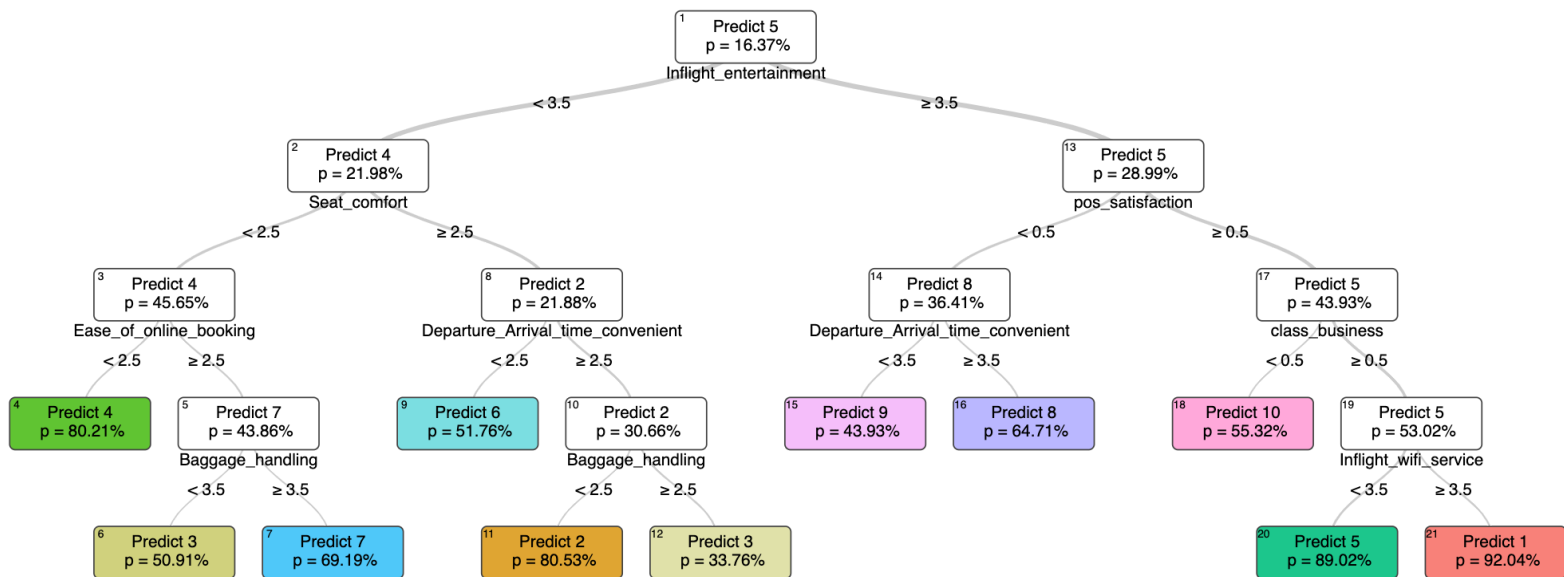 1
Predict 5
p = 16.37%
Inflight_entertainment
< 3.5
≥ 3.5
2
Predict 4
p = 21.98%
Seat_comfort
13
Predict 5
p = 28.99%
pos_satisfaction
< 2.5
≥ 2.5
< 0.5
≥ 0.5
3
Predict 4
p = 45.65%
Ease_of_online_booking
8
Predict 2
p = 21.88%
Departure_Arrival_time_convenient
14
Predict 8
p = 36.41%
Departure_Arrival_time_convenient
17
Predict 5
p = 43.93%
class_business
< 2.5
≥ 2.5
< 2.5
≥ 2.5
< 3.5
≥ 3.5
< 0.5
≥ 0.5
4
Predict 4
p = 80.21%
5
Predict 7
p = 43.86%
Baggage_handling
9
Predict 6
p = 51.76%
10
Predict 2
p = 30.66%
Baggage_handling
15
Predict 9
p = 43.93%
16
Predict 8
p = 64.71%
18
Predict 10
p = 55.32%
19
Predict 5
p = 53.02%
Inflight_wifi_service
< 3.5
≥ 3.5
< 2.5
≥ 2.5
< 3.5
≥ 3.5
6
Predict 3
p = 50.91%
7
Predict 7
p = 69.19%
11
Predict 2
p = 80.53%
12
Predict 3
p = 33.76%
20
Predict 5
p = 89.02%
21
Predict 1
p = 92.04%